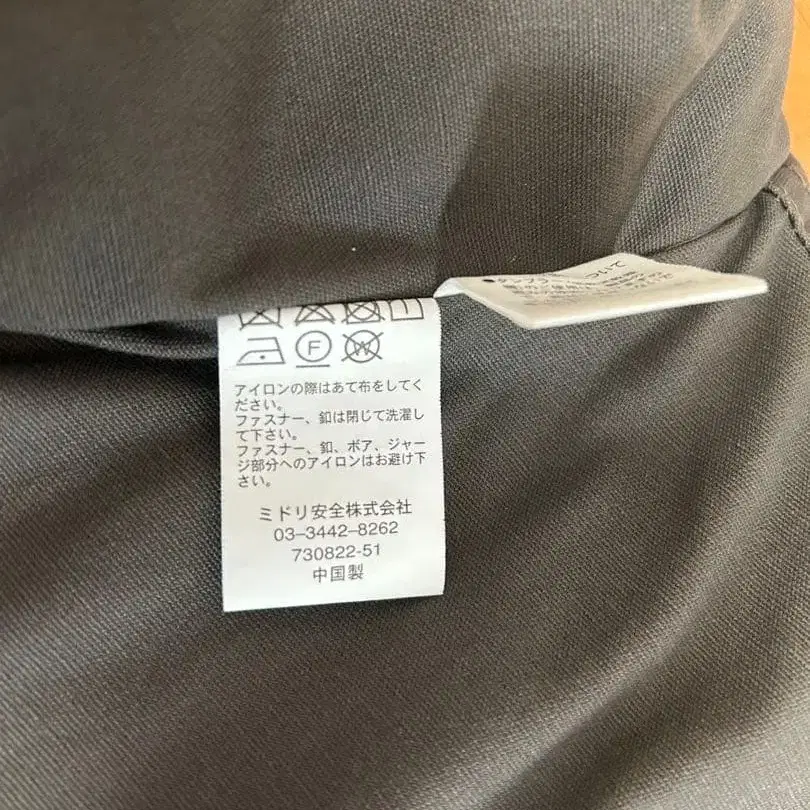 F
W
アイロンの際はあて布をしてく
ださい。
ファスナー、釦は閉じて洗濯し
て下さい。
ファスナー、釦、ボア、ジャー
ジ部分へのアイロンはお避け下
さい。
ミドリ安全株式会社
03-3442-8262
730822-51
中国製